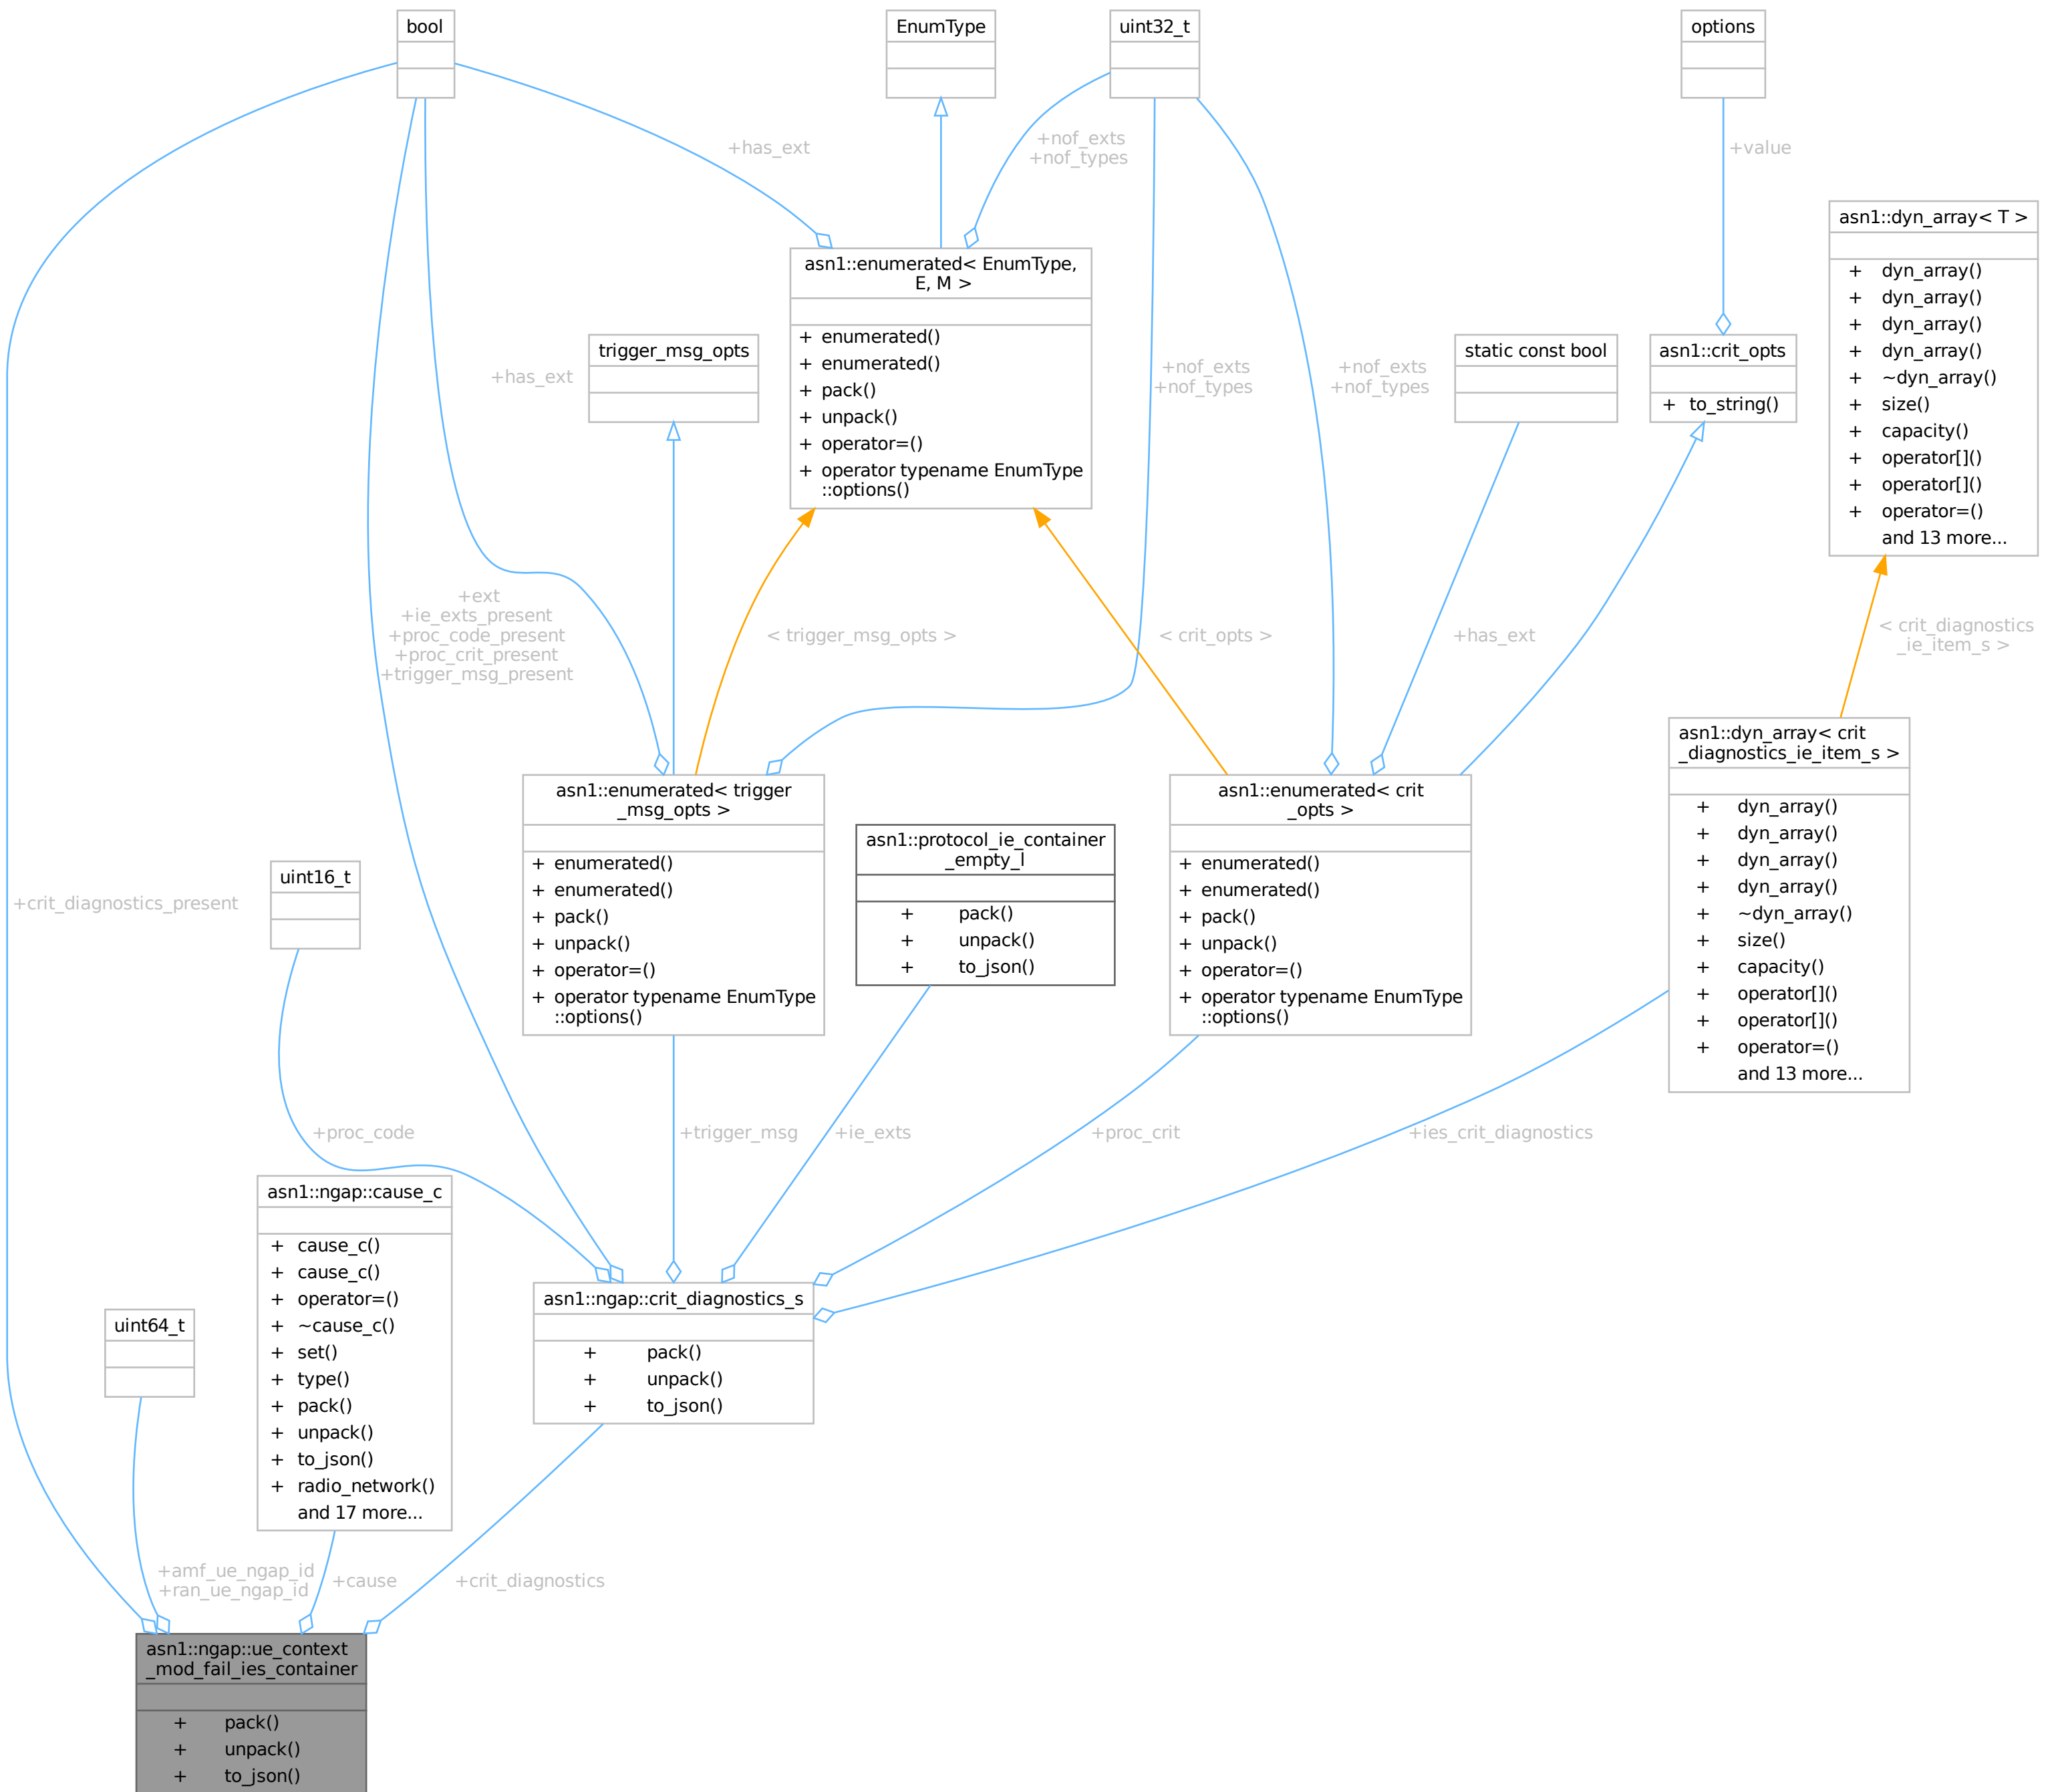 bool
EnumType
uint32_t
options
+has_ext
+nof_exts
+nof_types
+value
asn1::dyn_array< T >
+ dyn_array()
+ dyn_array()
+ dyn_array()
+ dyn_array()
+ ~dyn_array()
+ size()
+ capacity()
+ operator[]()
+ operator[]()
+ operator=()
and 13 more...
asn1::enumerated< EnumType,
E, M >
+ enumerated()
+ enumerated()
+ pack()
+ unpack()
+ operator=()
+ operator typename EnumType
::options()
trigger_msg_opts
static const bool
asn1::crit_opts
+ to_string()
+has_ext
+nof_exts
+nof_types
+nof_exts
+nof_types
+ext
+ie_exts_present
+proc_code_present
+proc_crit_present
+trigger_msg_present
< trigger_msg_opts >
< crit_opts >
+has_ext
< crit_diagnostics
_ie_item_s >
asn1::dyn_array< crit
_diagnostics_ie_item_s >
+ dyn_array()
+ dyn_array()
+ dyn_array()
+ dyn_array()
+ ~dyn_array()
+ size()
+ capacity()
+ operator[]()
+ operator[]()
+ operator=()
and 13 more...
asn1::enumerated< trigger
_msg_opts >
+ enumerated()
+ enumerated()
+ pack()
+ unpack()
+ operator=()
+ operator typename EnumType
::options()
asn1::protocol_ie_container
_empty_l
+ pack()
+ unpack()
+ to_json()
asn1::enumerated< crit
_opts >
+ enumerated()
+ enumerated()
+ pack()
+ unpack()
+ operator=()
+ operator typename EnumType
::options()
uint16_t
+crit_diagnostics_present
+proc_code
+trigger_msg
+ie_exts
+proc_crit
+ies_crit_diagnostics
asn1::ngap::cause_c
+ cause_c()
+ cause_c()
+ operator=()
+ ~cause_c()
+ set()
+ type()
+ pack()
+ unpack()
+ to_json()
+ radio_network()
and 17 more...
uint64_t
asn1::ngap::crit_diagnostics_s
+ pack()
+ unpack()
+ to_json()
+amf_ue_ngap_id
+ran_ue_ngap_id
+cause
+crit_diagnostics
asn1::ngap::ue_context
_mod_fail_ies_container
+ pack()
+ unpack()
+ to_json()